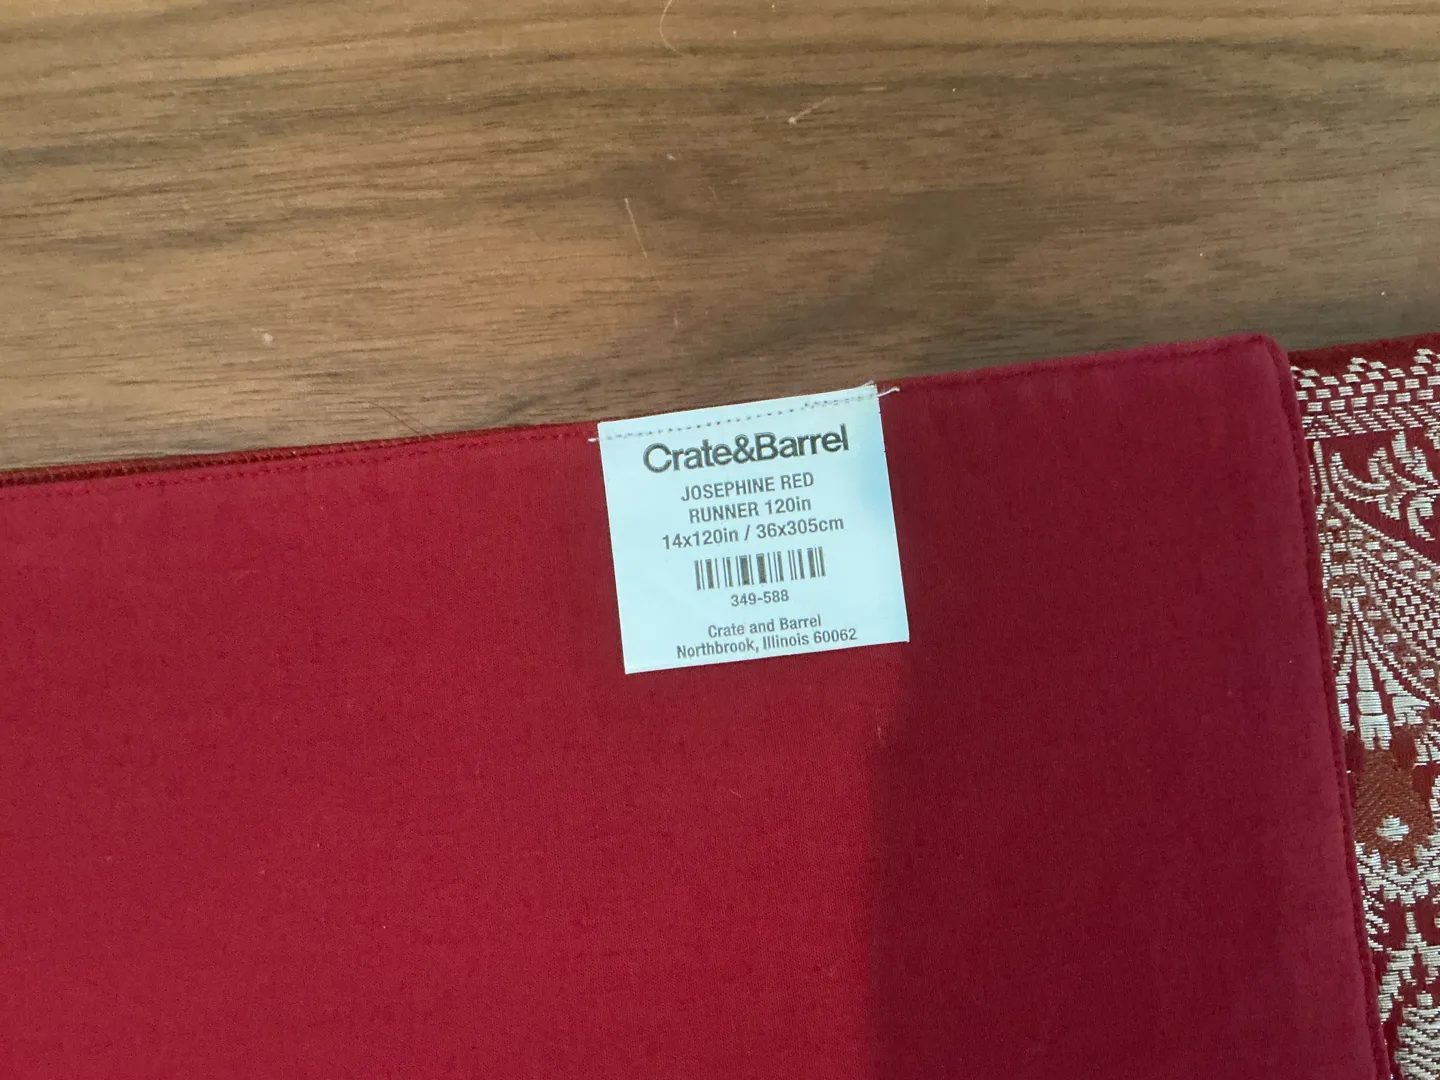 Crate&Barrel
JOSEPHINE RED
RUNNER 120in
14x120in / 36x305cm
349-588
Crate and Barrel
Northbrook, Illinois 60062